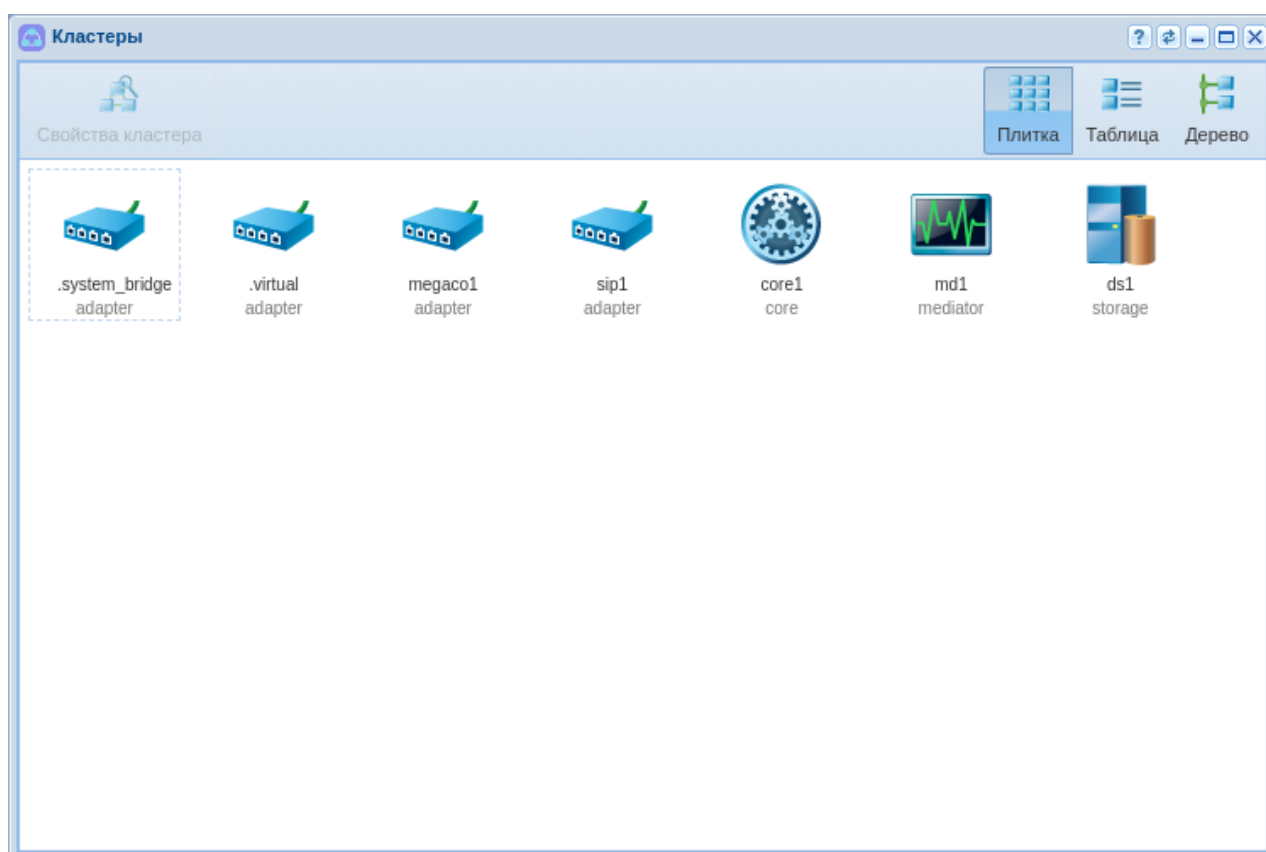 Кластеры
Свойства кластера
Плитка Таблица Дерево
.system_bridge .virtual megaco1 sip1 core1 md1 ds1
adapter adapter adapter adapter core mediator storage